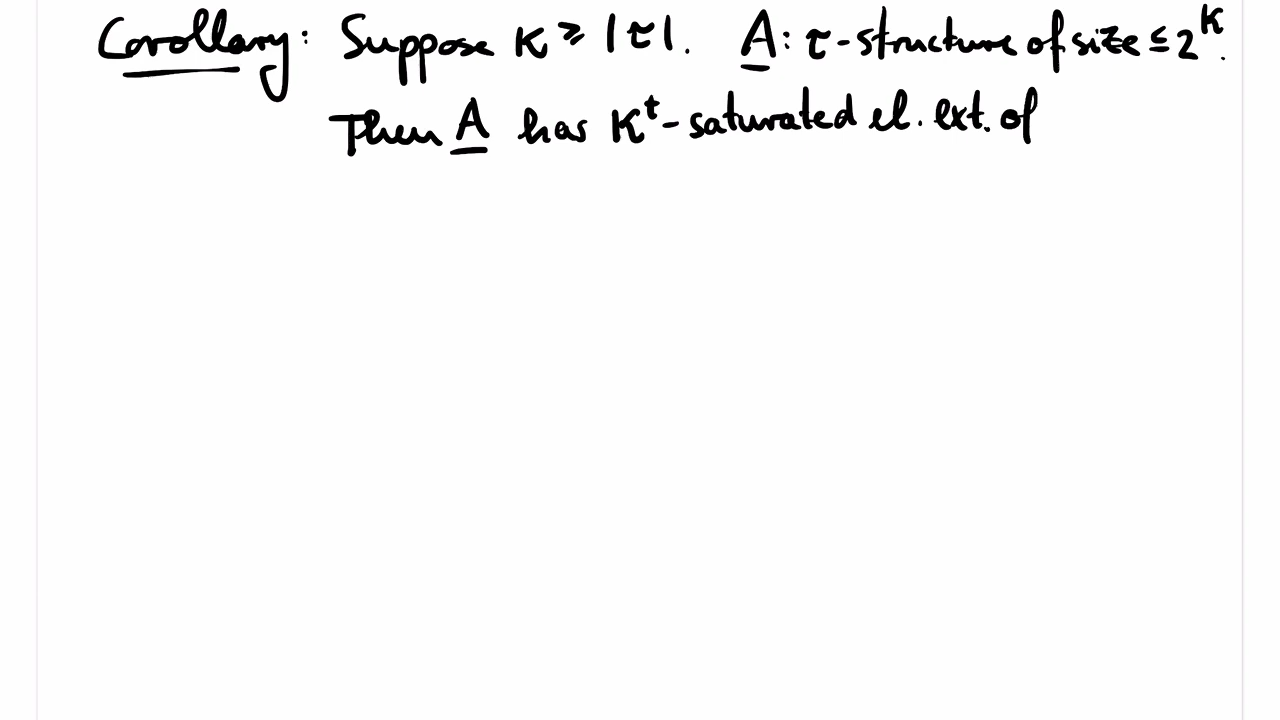 Corollary: Suppose κ ≥ |τ|. A: τ-structure of size ≤ 2^κ.
Then A has κ⁺-saturated el. ext. of